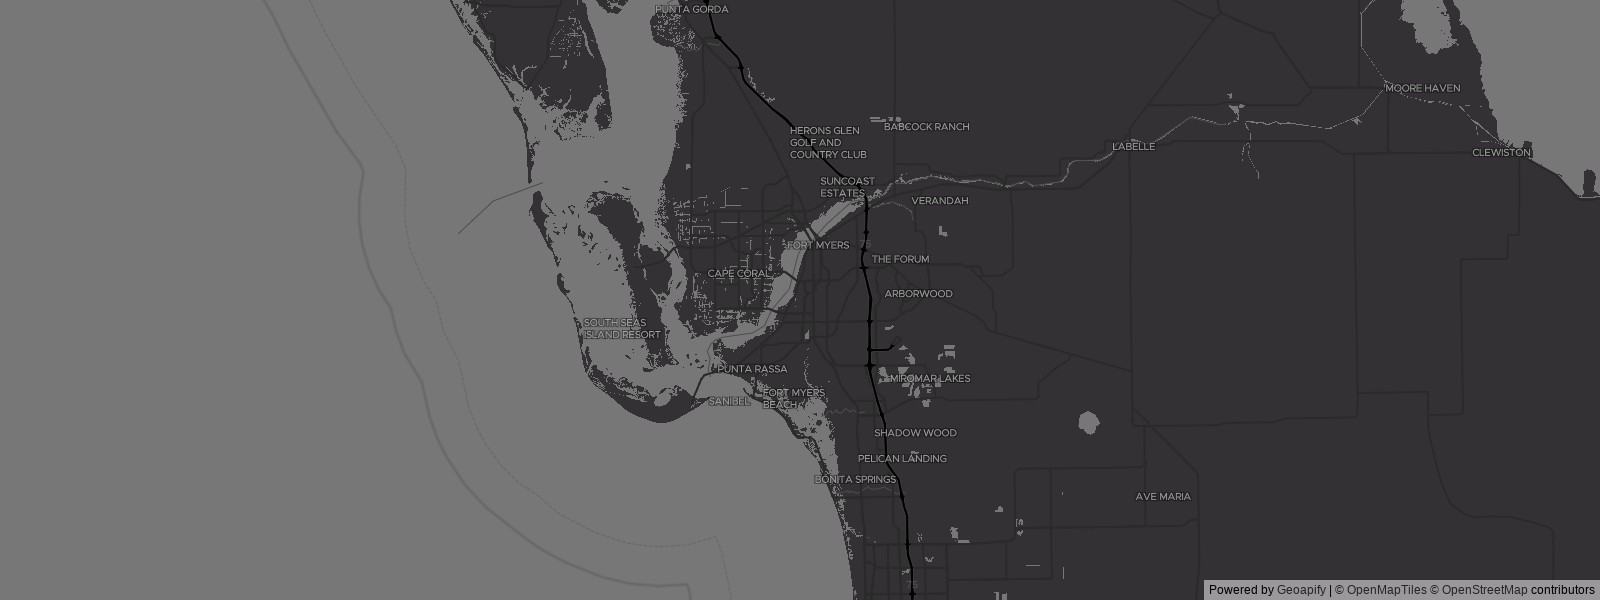 PUNTA GORDA
MOORE HAVEN
HERONS GLEN
GOLF AND
COUNTRY CLUB
BABCOCK RANCH
LABELLE
CLEWISTON
SUNCOAST
ESTATES
VERANDAH
FORT MYERS
75
THE FORUM
CAPE CORAL
ARBORWOOD
SOUTH SEAS
ISLAND RESORT
PUNTA RASSA
MIROMAR LAKES
FORT MYERS
BEACH
SANIBEL
SHADOW WOOD
PELICAN LANDING
BONITA SPRINGS
AVE MARIA
75
Powered by Geoapify | © OpenMapTiles © OpenStreetMap contributors